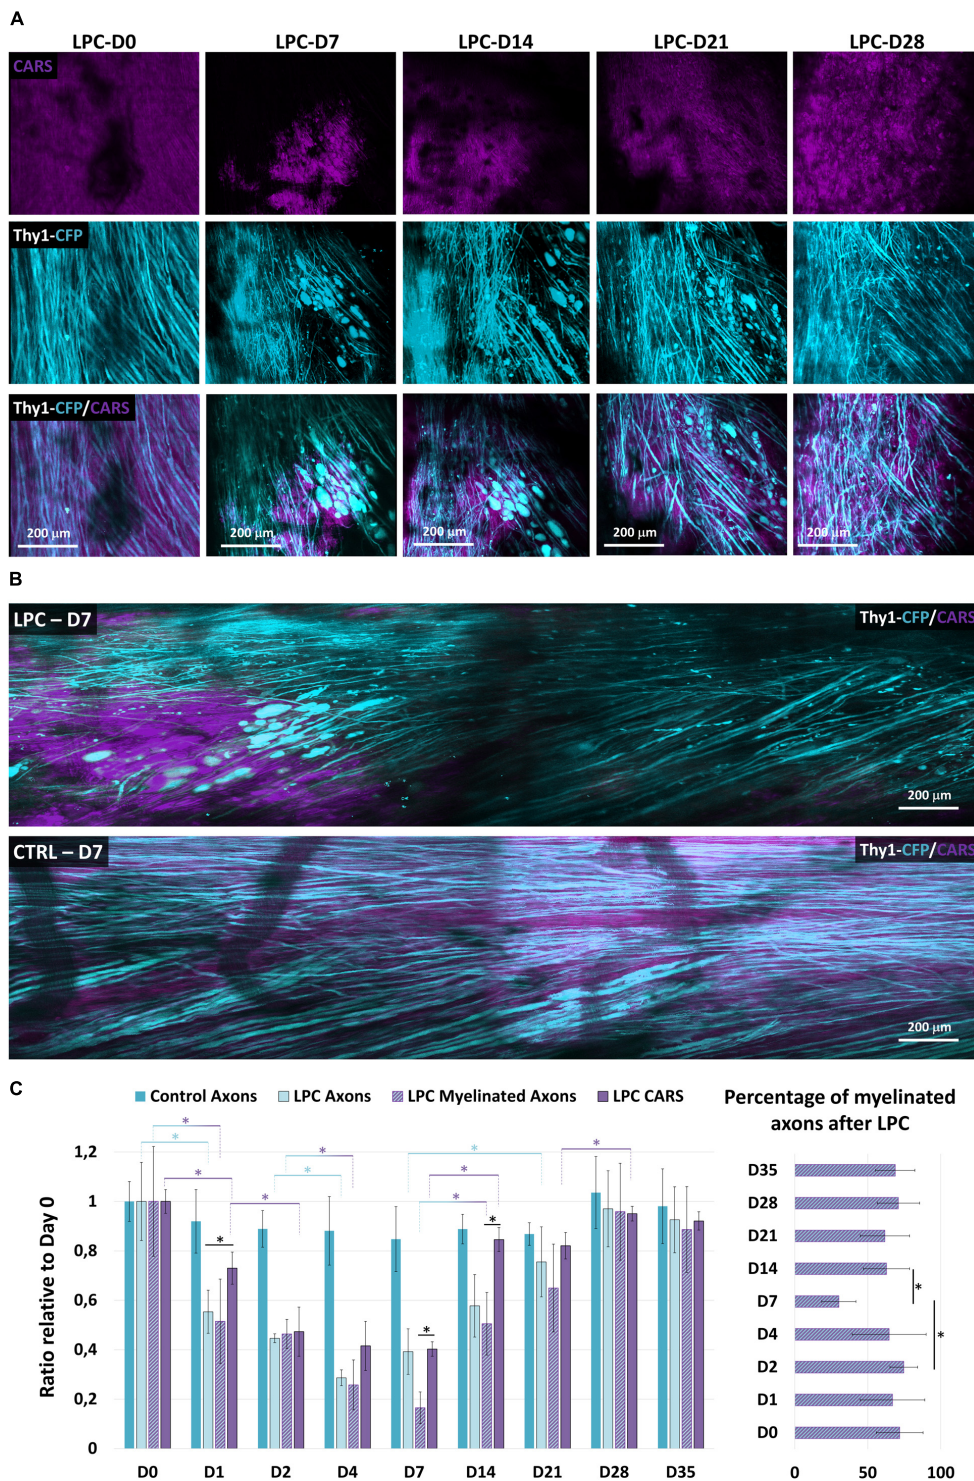 A
LPC-D0 LPC-D7 LPC-D14 LPC-D21 LPC-D28
CARS
Thy1-CFP
Thy1-CFP/CARS
200 µm 200 µm 200 µm 200 µm 200 µm
B
LPC – D7 Thy1-CFP/CARS
200 µm
CTRL – D7 Thy1-CFP/CARS
200 µm
C
Control Axons LPC Axons LPC Myelinated Axons LPC CARS
Ratio relative to Day 0
1,2
1
0,8
0,6
0,4
0,2
0
* * * * * * * * * * * * *
D0 D1 D2 D4 D7 D14 D21 D28 D35
Percentage of myelinated
axons after LPC
D35
D28
D21
D14
*
D7
D4
*
D2
D1
D0
0 50 100